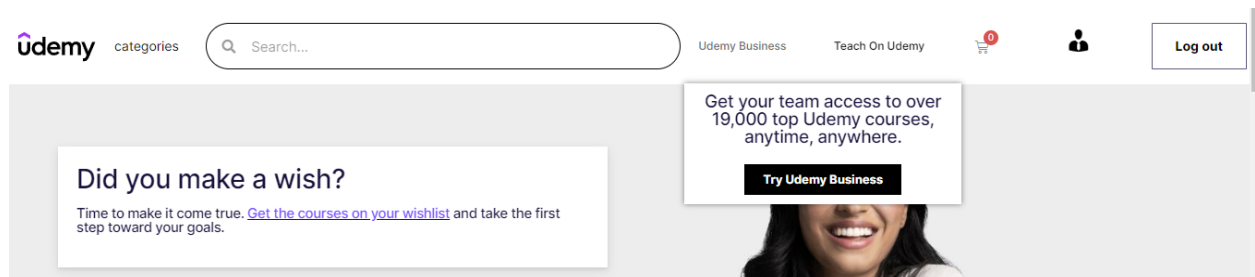 ûdemy
categories
Search...
Udemy Business
Teach On Udemy
0
Log out
Get your team access to over
19,000 top Udemy courses,
anytime, anywhere.
Try Udemy Business
Did you make a wish?
Time to make it come true. Get the courses on your wishlist and take the first
step toward your goals.